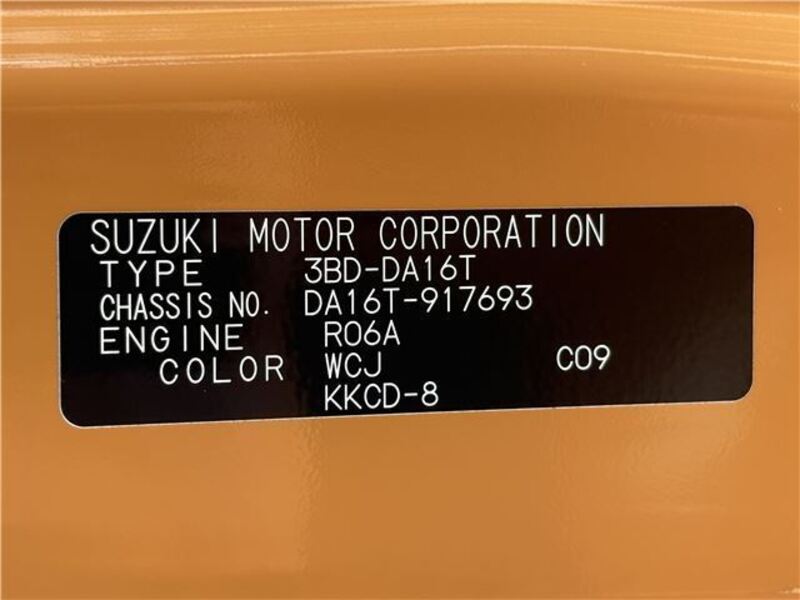 SUZUKI MOTOR CORPORATION
TYPE 3BD-DA16T
CHASSIS NO. DA16T-917693
ENGINE R06A
COLOR WCJ C09
KKCD-8